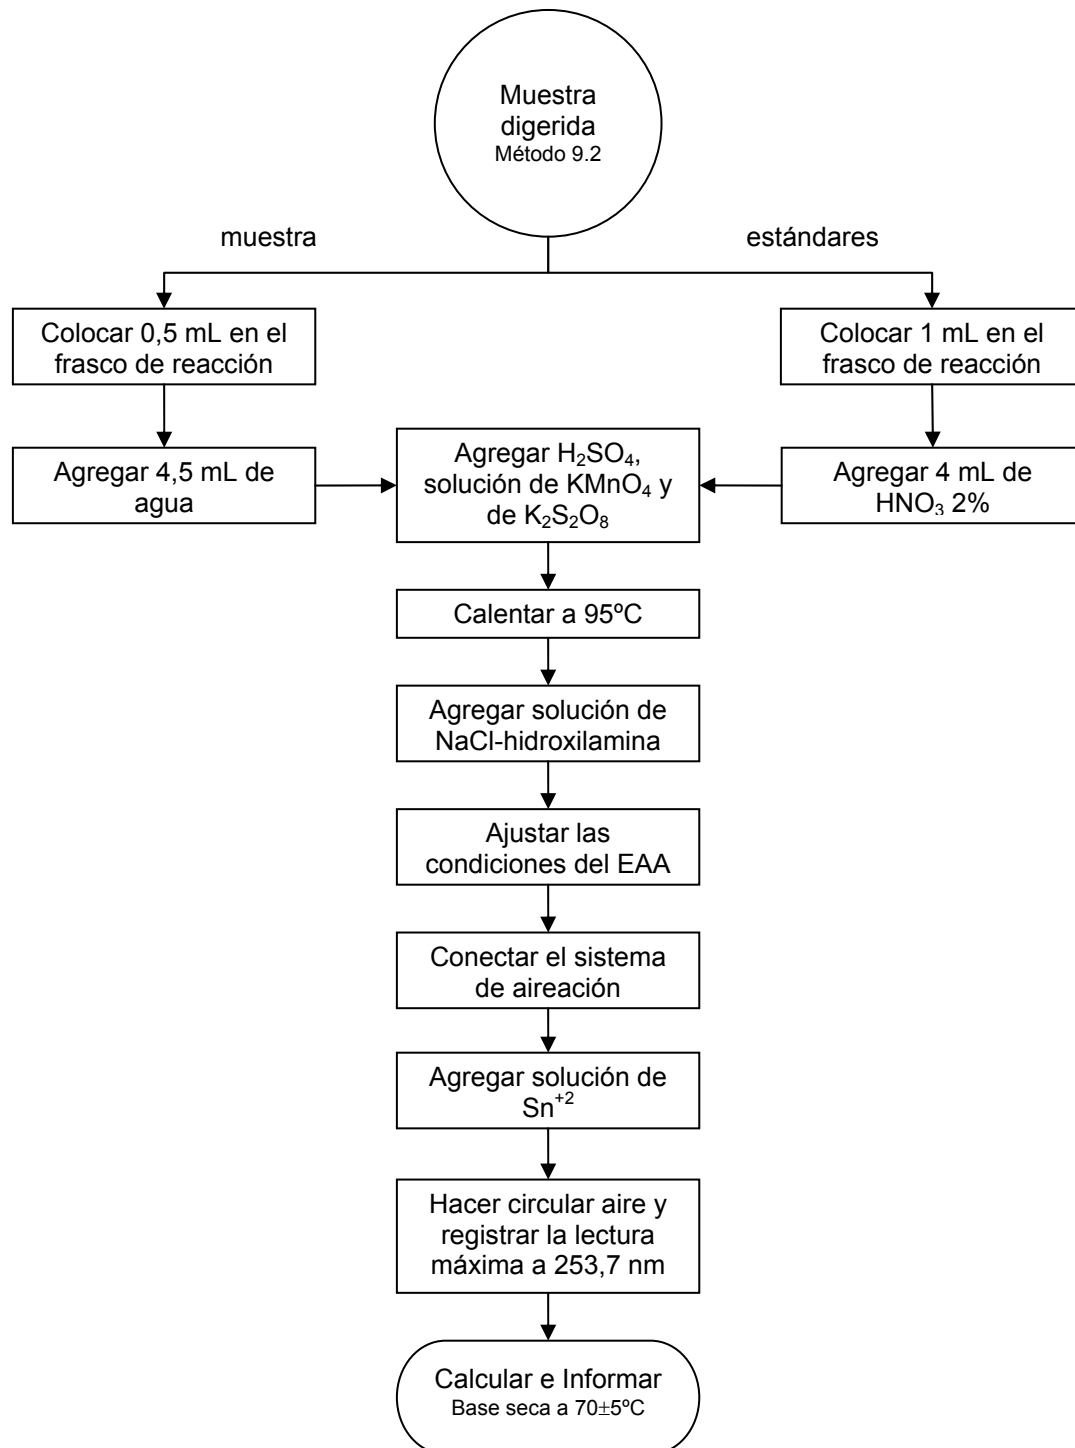 Muestra
digerida
Método 9.2
muestra
estándares
Colocar 0,5 mL en el
frasco de reacción
Colocar 1 mL en el
frasco de reacción
Agregar 4,5 mL de
agua
Agregar H₂SO₄,
solución de KMnO₄ y
de K₂S₂O₈
Agregar 4 mL de
HNO₃ 2%
Calentar a 95ºC
Agregar solución de
NaCl-hidroxilamina
Ajustar las
condiciones del EAA
Conectar el sistema
de aireación
Agregar solución de
Sn⁺²
Hacer circular aire y
registrar la lectura
máxima a 253,7 nm
Calcular e Informar
Base seca a 70±5ºC